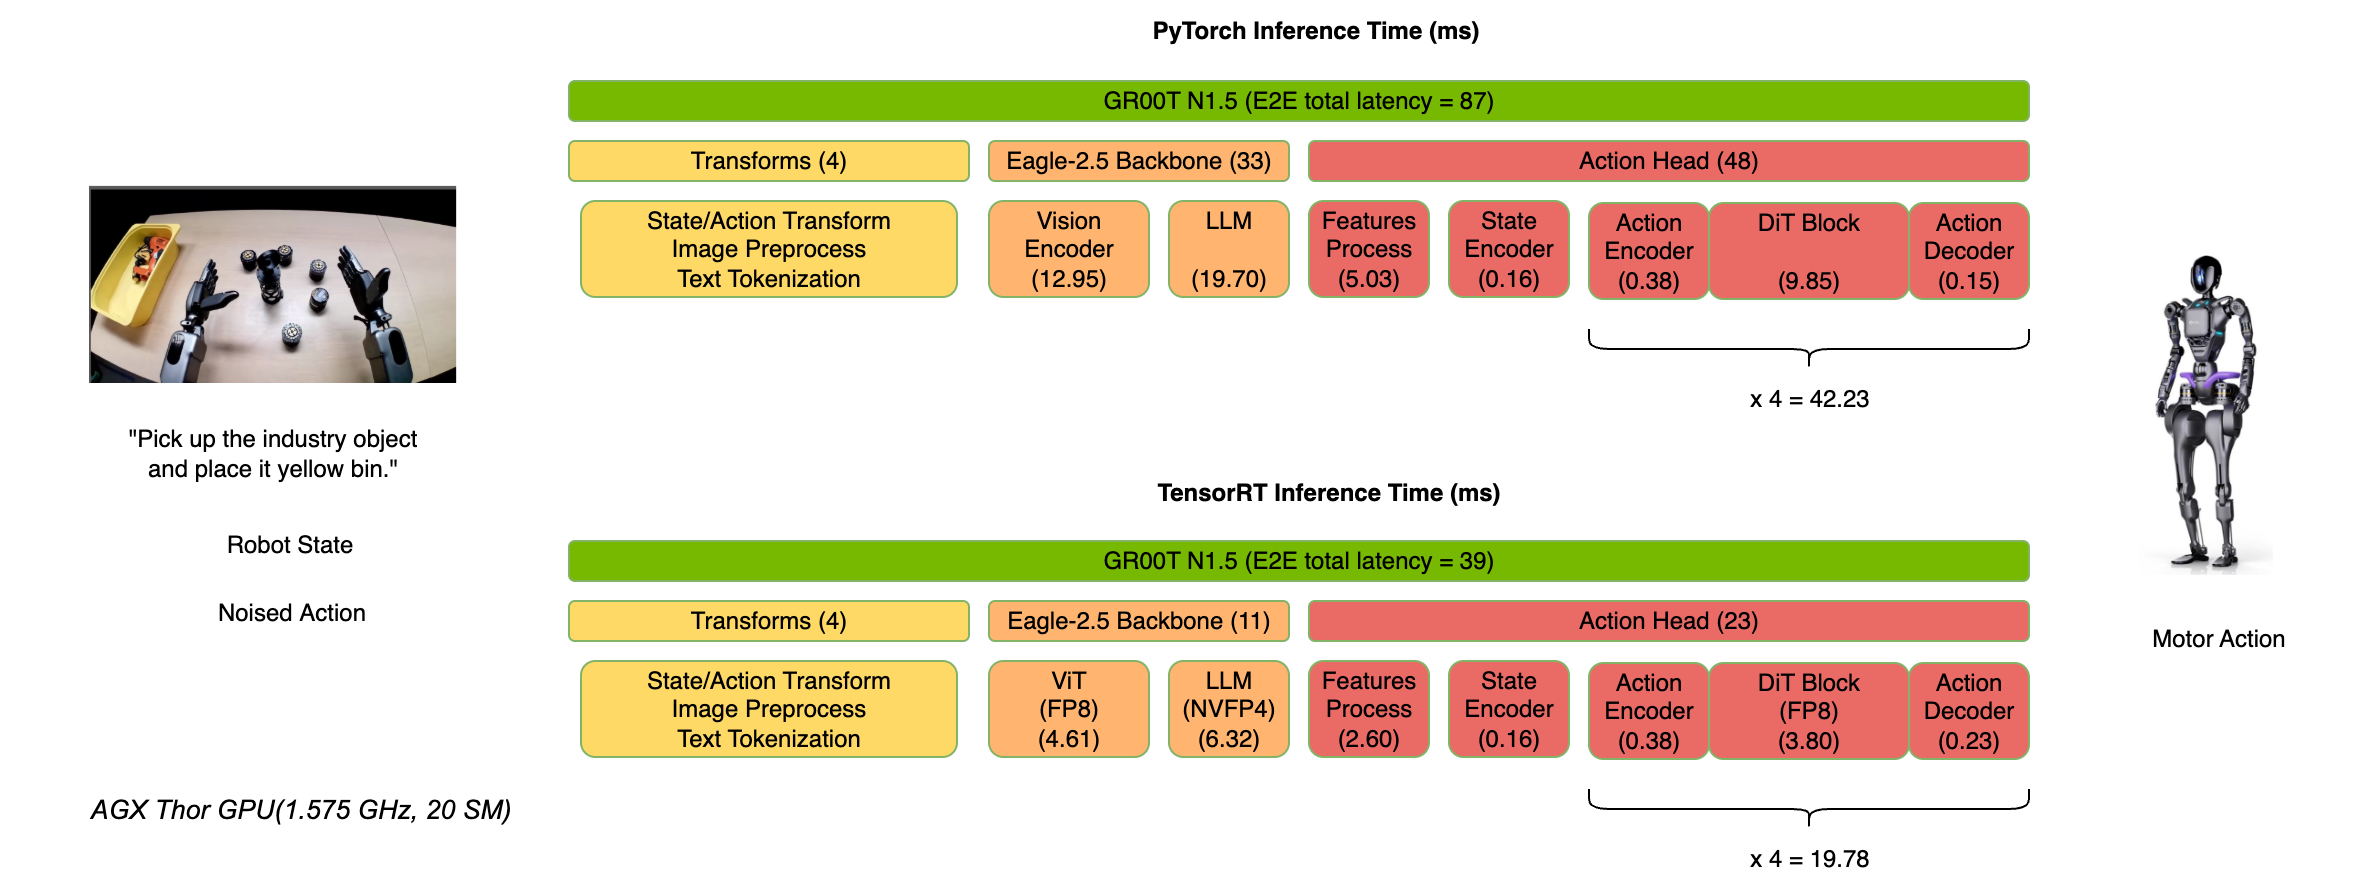 PyTorch Inference Time (ms)
GR00T N1.5 (E2E total latency = 87)
Transforms (4)
Eagle-2.5 Backbone (33)
Action Head (48)
State/Action Transform
Image Preprocess
Text Tokenization
Vision
Encoder
(12.95)
LLM
(19.70)
Features
Process
(5.03)
State
Encoder
(0.16)
Action
Encoder
(0.38)
DiT Block
(9.85)
Action
Decoder
(0.15)
x 4 = 42.23
"Pick up the industry object
and place it yellow bin."
Robot State
Noised Action
AGX Thor GPU(1.575 GHz, 20 SM)
TensorRT Inference Time (ms)
GR00T N1.5 (E2E total latency = 39)
Transforms (4)
Eagle-2.5 Backbone (11)
Action Head (23)
State/Action Transform
Image Preprocess
Text Tokenization
ViT
(FP8)
(4.61)
LLM
(NVFP4)
(6.32)
Features
Process
(2.60)
State
Encoder
(0.16)
Action
Encoder
(0.38)
DiT Block
(FP8)
(3.80)
Action
Decoder
(0.23)
x 4 = 19.78
Motor Action